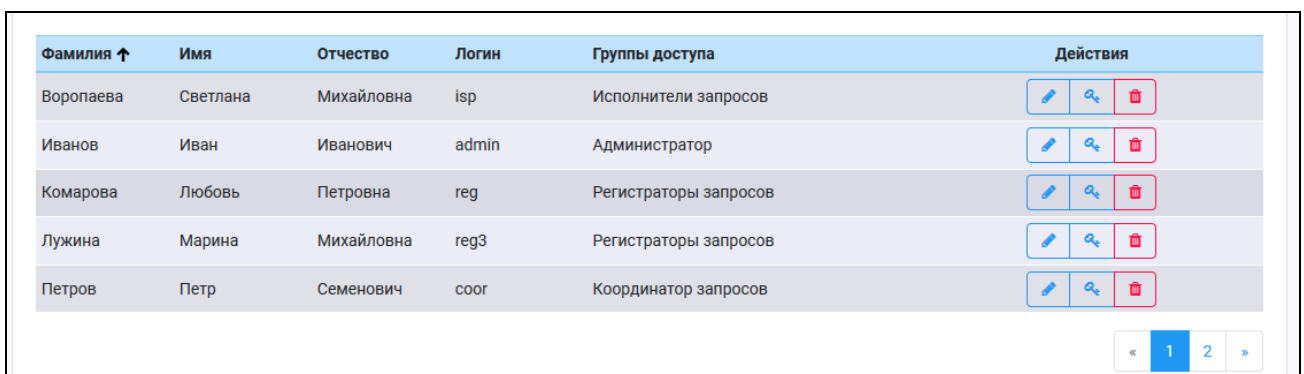 Фамилия Имя Отчество Логин Группы доступа Действия
Воропаева Светлана Михайловна isp Исполнители запросов
Иванов Иван Иванович admin Администратор
Комарова Любовь Петровна reg Регистраторы запросов
Лужина Марина Михайловна reg3 Регистраторы запросов
Петров Петр Семенович coor Координатор запросов
« 1 2 »